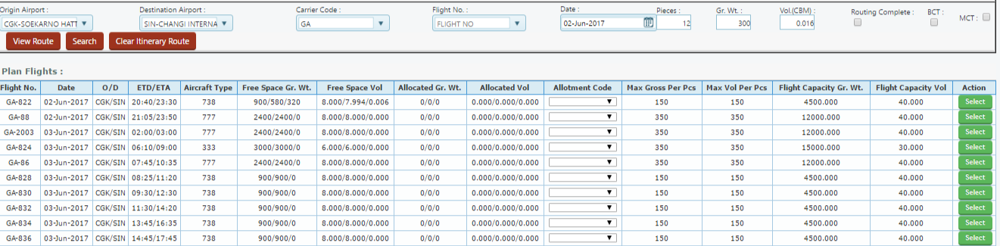 Origin Airport : Destination Airport : Carrier Code : Flight No. : Date : Pieces : Gr. Wt. : Vol.(CBM) : Routing Complete : BCT : MCT :
CGK-SOEKARNO HATT SIN-CHANGI INTERNA GA FLIGHT NO 02-Jun-2017 12 300 0.016
View Route Search Clear Itinerary Route
Plan Flights :
Flight No. Date O/D ETD/ETA Aircraft Type Free Space Gr. Wt. Free Space Vol Allocated Gr. Wt. Allocated Vol Allotment Code Max Gross Per Pcs Max Vol Per Pcs Flight Capacity Gr. Wt. Flight Capacity Vol Action
GA-822 02-Jun-2017 CGK/SIN 20:40/23:30 738 900/580/320 8.000/7.994/0.006 0/0/0 0.000/0.000/0.000 150 150 4500.000 40.000 Select
GA-88 02-Jun-2017 CGK/SIN 21:05/23:50 777 2400/2400/0 8.000/8.000/0.000 0/0/0 0.000/0.000/0.000 350 350 12000.000 40.000 Select
GA-2003 03-Jun-2017 CGK/SIN 02:00/03:00 777 2400/2400/0 8.000/8.000/0.000 0/0/0 0.000/0.000/0.000 350 350 12000.000 40.000 Select
GA-824 03-Jun-2017 CGK/SIN 06:10/09:00 333 3000/3000/0 6.000/6.000/0.000 0/0/0 0.000/0.000/0.000 350 350 15000.000 30.000 Select
GA-86 03-Jun-2017 CGK/SIN 07:45/10:35 777 2400/2400/0 8.000/8.000/0.000 0/0/0 0.000/0.000/0.000 350 350 12000.000 40.000 Select
GA-828 03-Jun-2017 CGK/SIN 08:25/11:20 738 900/900/0 8.000/8.000/0.000 0/0/0 0.000/0.000/0.000 150 150 4500.000 40.000 Select
GA-830 03-Jun-2017 CGK/SIN 09:30/12:30 738 900/900/0 8.000/8.000/0.000 0/0/0 0.000/0.000/0.000 150 150 4500.000 40.000 Select
GA-832 03-Jun-2017 CGK/SIN 11:30/14:20 738 900/900/0 8.000/8.000/0.000 0/0/0 0.000/0.000/0.000 150 150 4500.000 40.000 Select
GA-834 03-Jun-2017 CGK/SIN 13:45/16:35 738 900/900/0 8.000/8.000/0.000 0/0/0 0.000/0.000/0.000 150 150 4500.000 40.000 Select
GA-836 03-Jun-2017 CGK/SIN 14:45/17:45 738 900/900/0 8.000/8.000/0.000 0/0/0 0.000/0.000/0.000 150 150 4500.000 40.000 Select